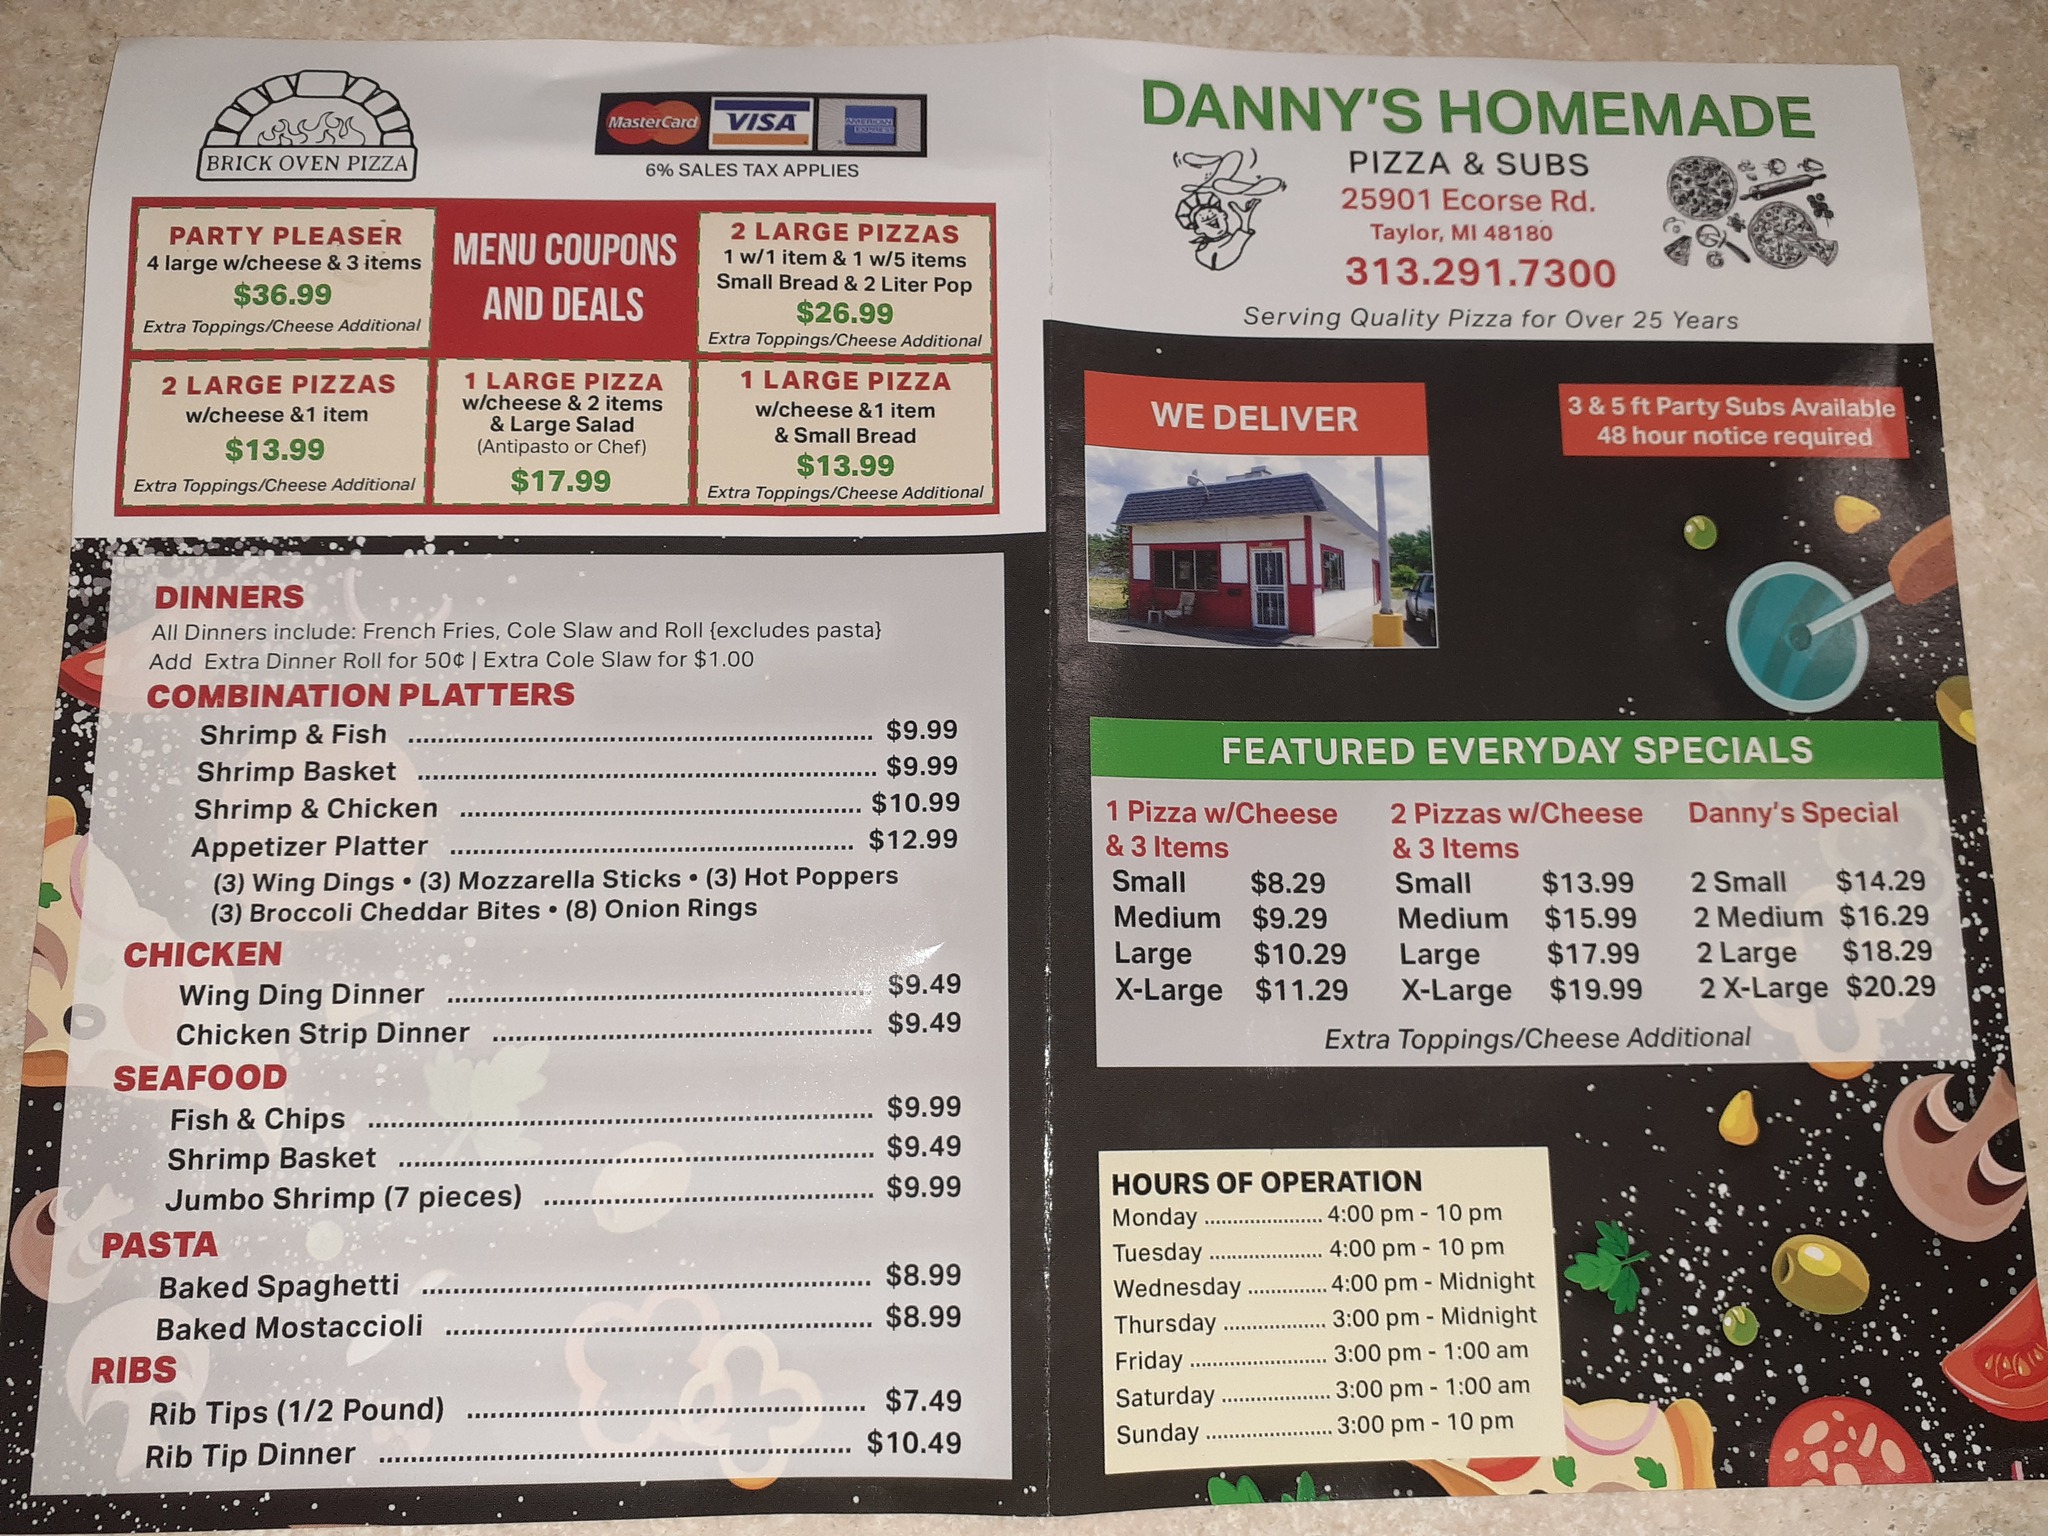 BRICK OVEN PIZZA
MasterCard VISA AMERICAN EXPRESS
6% SALES TAX APPLIES
PARTY PLEASER
4 large w/cheese & 3 items
$36.99
Extra Toppings/Cheese Additional
MENU COUPONS
AND DEALS
2 LARGE PIZZAS
1 w/1 item & 1 w/5 items
Small Bread & 2 Liter Pop
$26.99
Extra Toppings/Cheese Additional
2 LARGE PIZZAS
w/cheese &1 item
$13.99
Extra Toppings/Cheese Additional
1 LARGE PIZZA
w/cheese & 2 items
& Large Salad
(Antipasto or Chef)
$17.99
1 LARGE PIZZA
w/cheese &1 item
& Small Bread
$13.99
Extra Toppings/Cheese Additional
DINNERS
All Dinners include: French Fries, Cole Slaw and Roll {excludes pasta}
Add Extra Dinner Roll for 50¢ | Extra Cole Slaw for $1.00
COMBINATION PLATTERS
Shrimp & Fish $9.99
Shrimp Basket $9.99
Shrimp & Chicken $10.99
Appetizer Platter $12.99
(3) Wing Dings • (3) Mozzarella Sticks • (3) Hot Poppers
(3) Broccoli Cheddar Bites • (8) Onion Rings
CHICKEN
Wing Ding Dinner $9.49
Chicken Strip Dinner $9.49
SEAFOOD
Fish & Chips $9.99
Shrimp Basket $9.49
Jumbo Shrimp (7 pieces) $9.99
PASTA
Baked Spaghetti $8.99
Baked Mostaccioli $8.99
RIBS
Rib Tips (1/2 Pound) $7.49
Rib Tip Dinner $10.49
DANNY'S HOMEMADE
PIZZA & SUBS
25901 Ecorse Rd.
Taylor, MI 48180
313.291.7300
Serving Quality Pizza for Over 25 Years
WE DELIVER
3 & 5 ft Party Subs Available
48 hour notice required
FEATURED EVERYDAY SPECIALS
1 Pizza w/Cheese
& 3 Items
Small $8.29
Medium $9.29
Large $10.29
X-Large $11.29
2 Pizzas w/Cheese
& 3 Items
Small $13.99
Medium $15.99
Large $17.99
X-Large $19.99
Danny's Special
2 Small $14.29
2 Medium $16.29
2 Large $18.29
2 X-Large $20.29
Extra Toppings/Cheese Additional
HOURS OF OPERATION
Monday 4:00 pm - 10 pm
Tuesday 4:00 pm - 10 pm
Wednesday 4:00 pm - Midnight
Thursday 3:00 pm - Midnight
Friday 3:00 pm - 1:00 am
Saturday 3:00 pm - 1:00 am
Sunday 3:00 pm - 10 pm